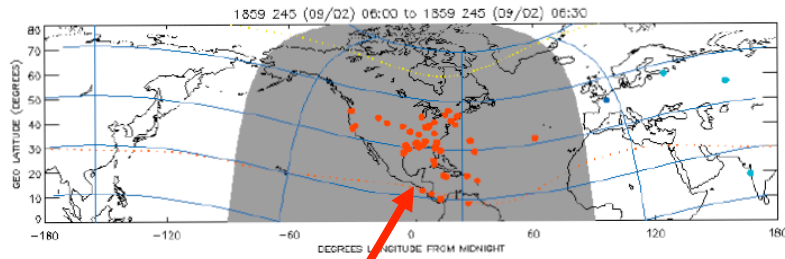 1859 245 (09/02) 06:00 to 1859 245 (09/02) 06:30
GEO LATITUDE (DEGREES)
70
60
50
40
30
20
10
0
-180 -120 -60 0 60 120 180
DEGREES LONGITUDE FROM MIDNIGHT